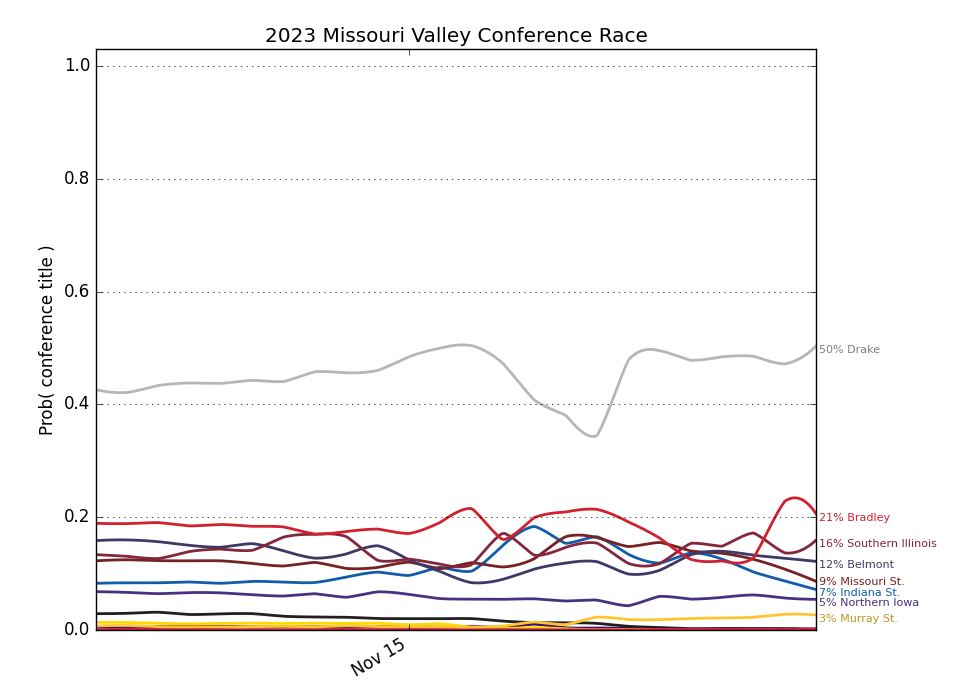 2023 Missouri Valley Conference Race
Prob( conference title )
1.0
0.8
0.6
0.4
0.2
0.0
Nov 15
50% Drake
21% Bradley
16% Southern Illinois
12% Belmont
9% Missouri St.
7% Indiana St.
5% Northern Iowa
3% Murray St.